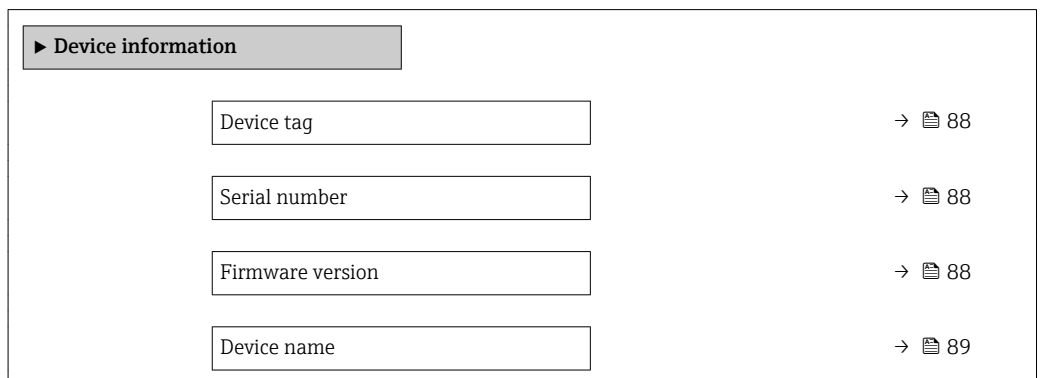 ▶ Device information
Device tag → 88
Serial number → 88
Firmware version → 88
Device name → 89